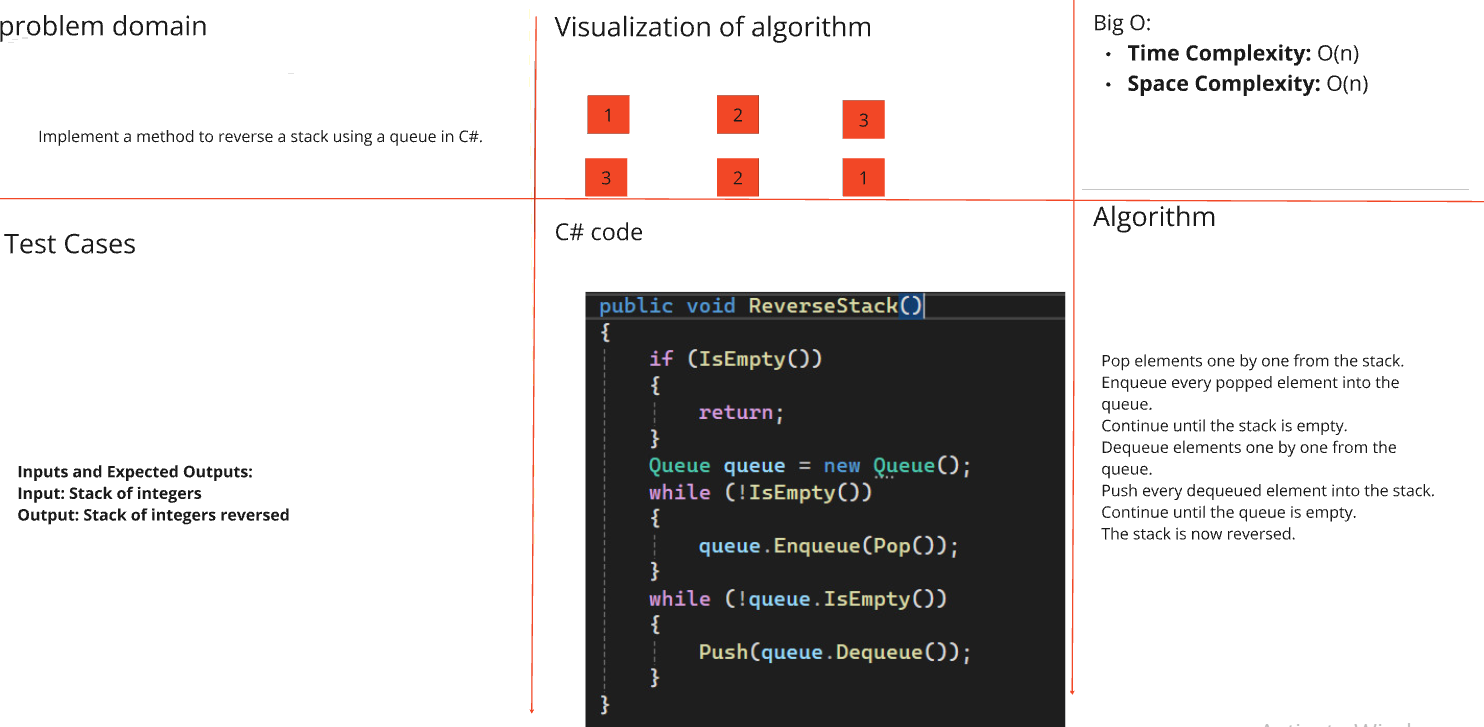 problem domain
Implement a method to reverse a stack using a queue in C#.
Visualization of algorithm
1 2 3
3 2 1
Big O:
• Time Complexity: O(n)
• Space Complexity: O(n)
Test Cases
Inputs and Expected Outputs:
Input: Stack of integers
Output: Stack of integers reversed
C# code
public void ReverseStack()
{
    if (IsEmpty())
    {
        return;
    }
    Queue queue = new Queue();
    while (!IsEmpty())
    {
        queue.Enqueue(Pop());
    }
    while (!queue.IsEmpty())
    {
        Push(queue.Dequeue());
    }
}
Algorithm
Pop elements one by one from the stack.
Enqueue every popped element into the
queue.
Continue until the stack is empty.
Dequeue elements one by one from the
queue.
Push every dequeued element into the stack.
Continue until the queue is empty.
The stack is now reversed.